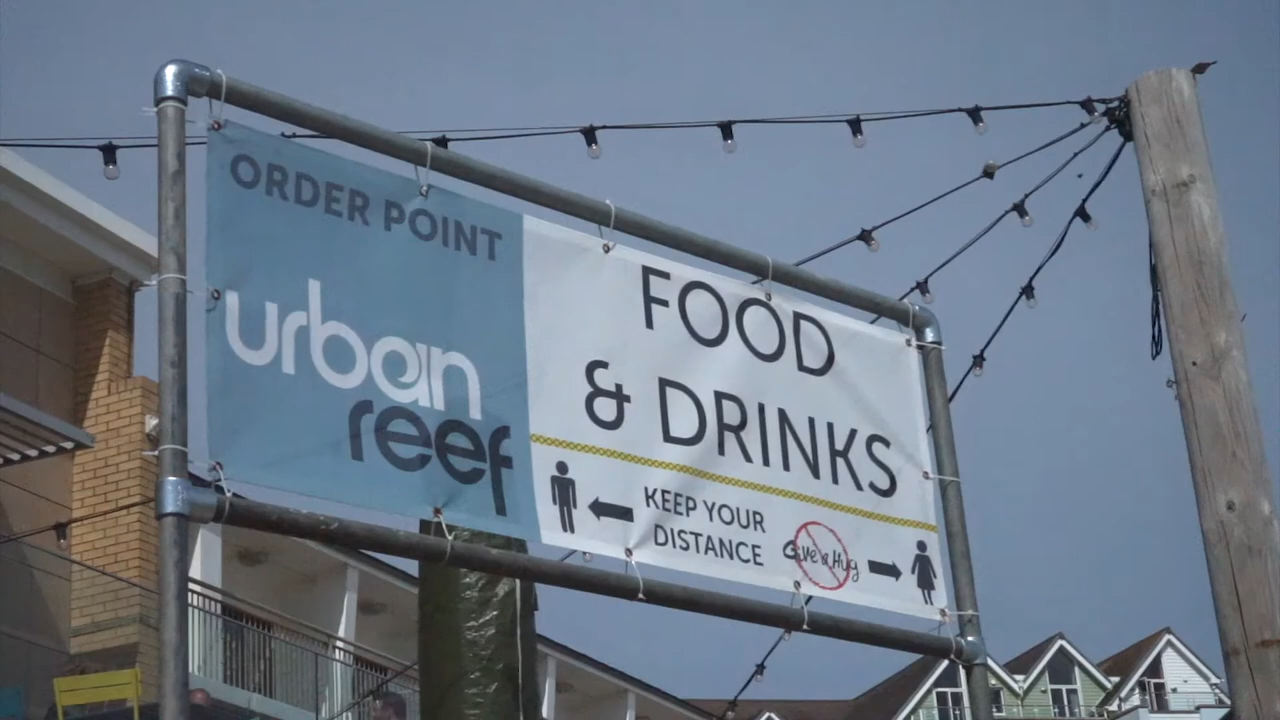 ORDER POINT
urban
reef
FOOD
& DRINKS
KEEP YOUR
DISTANCE
Give a Hug